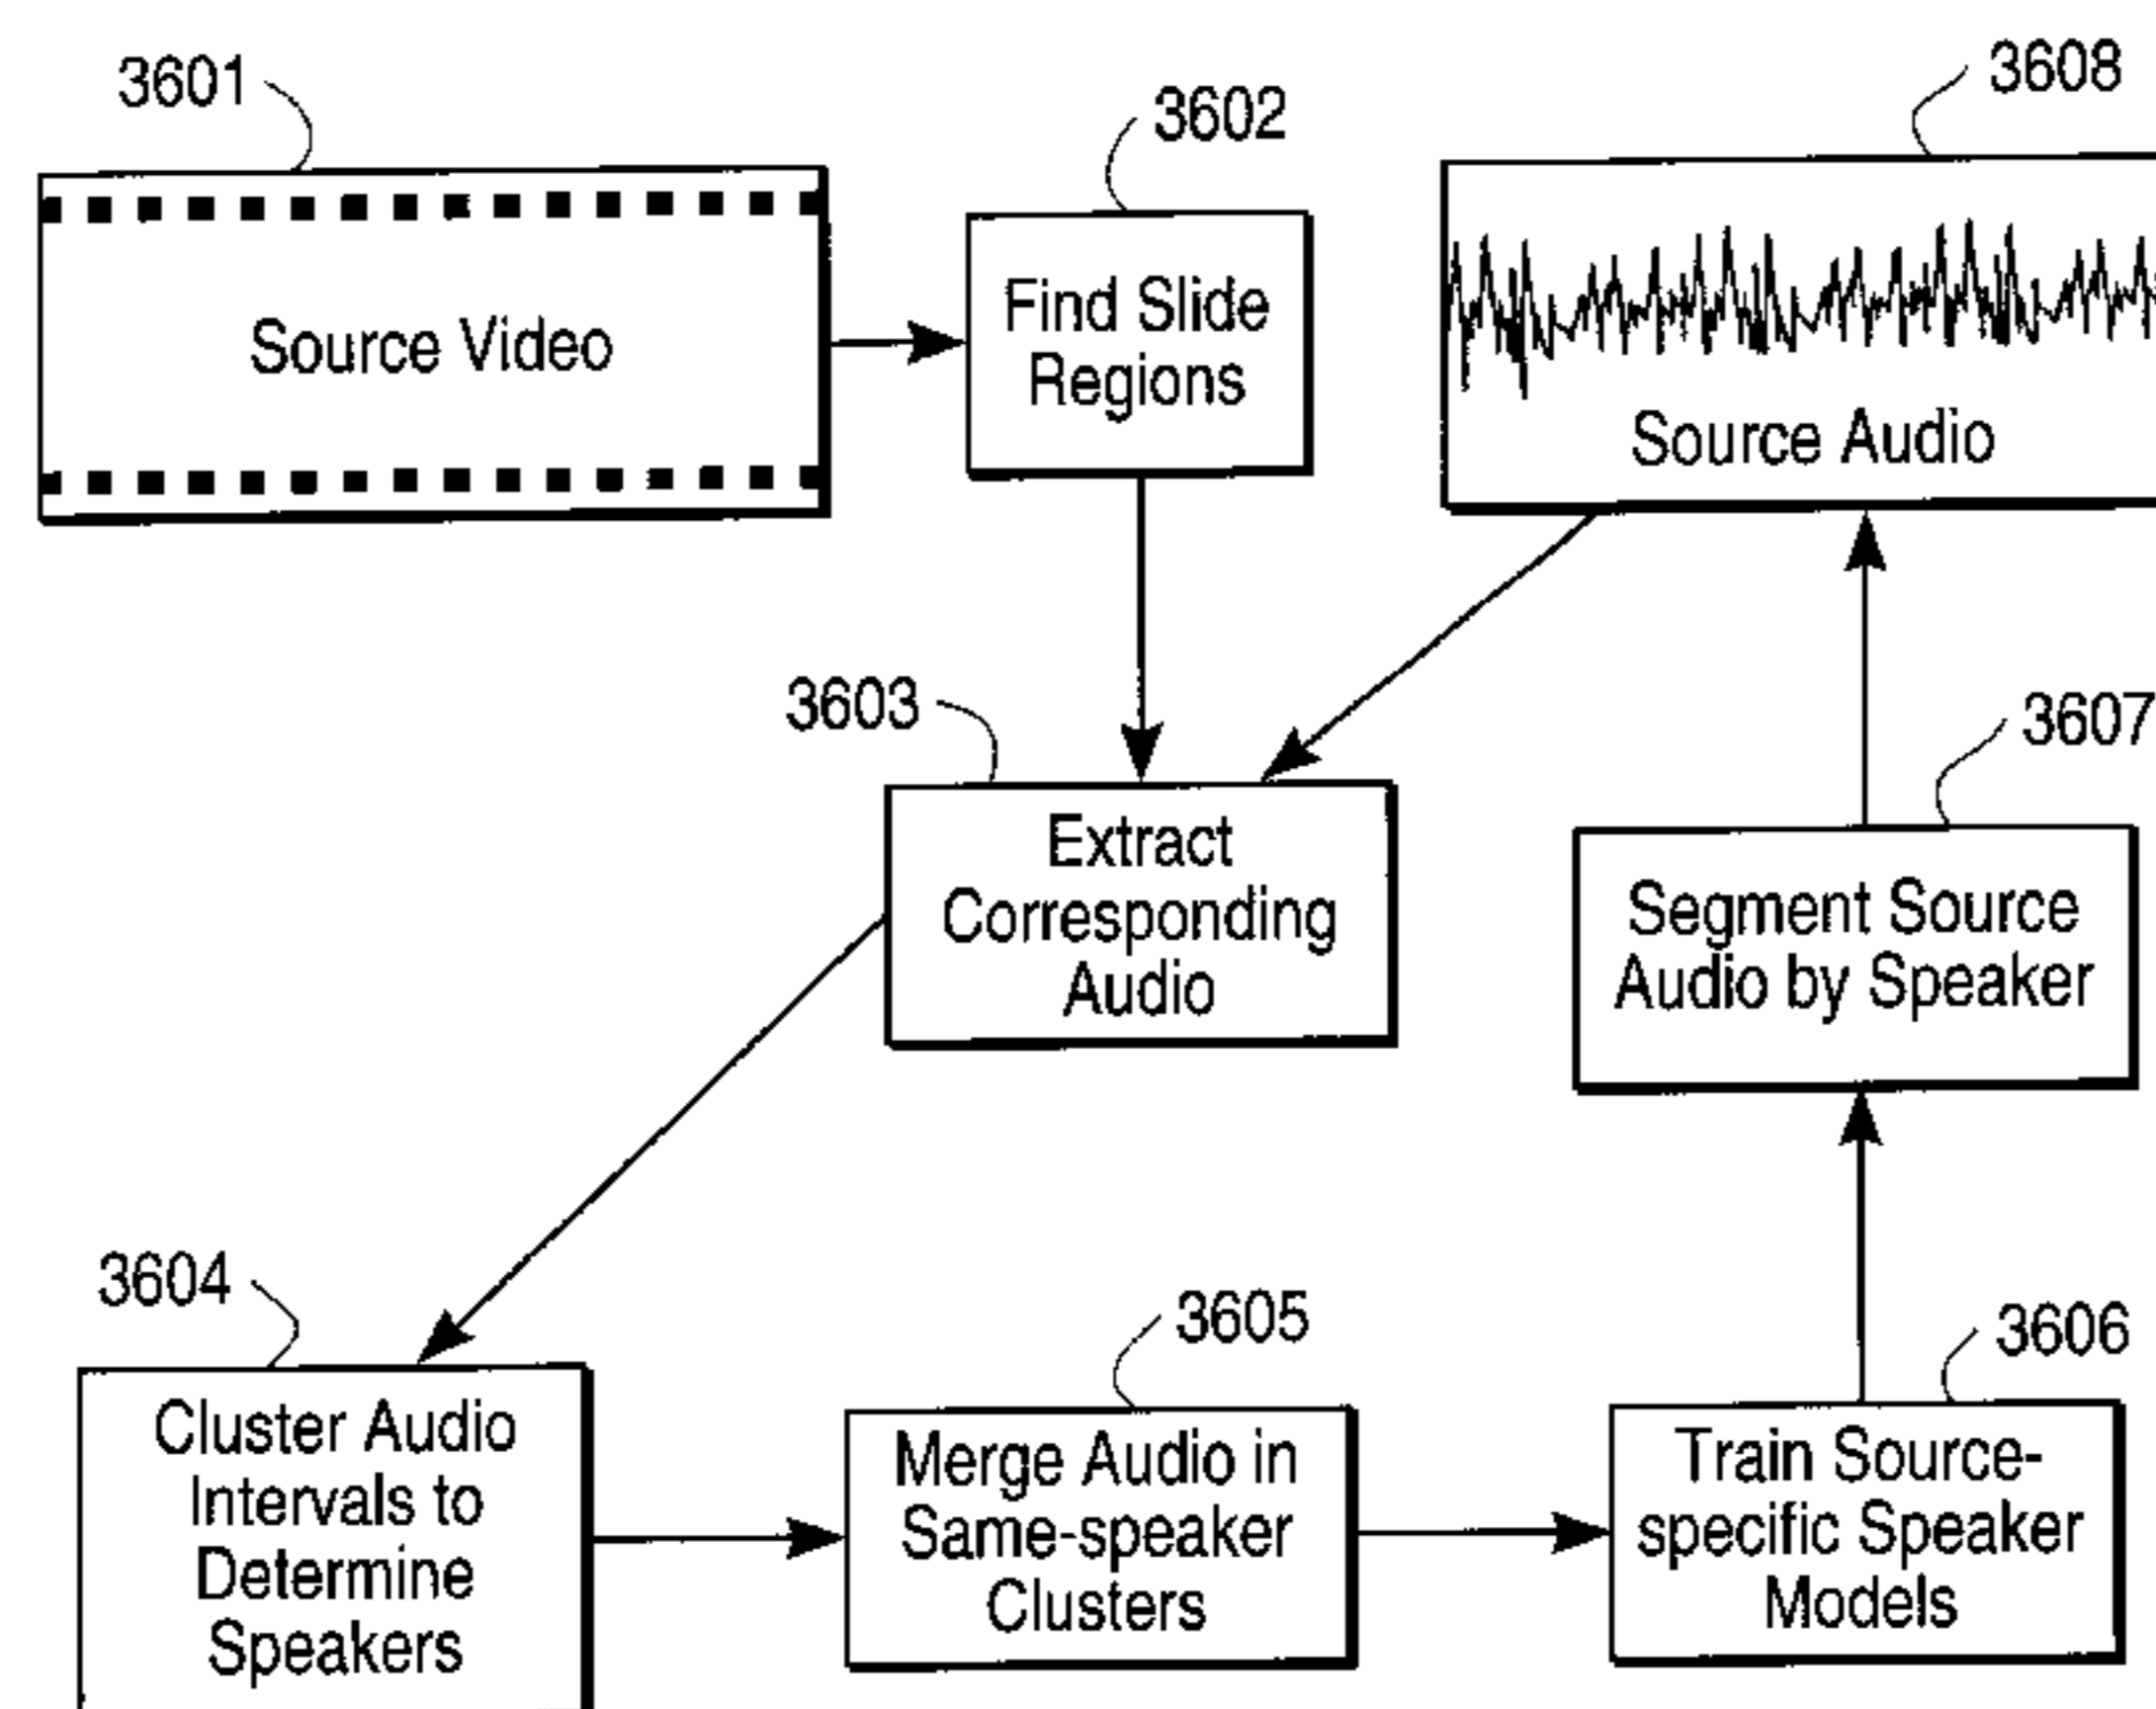 3601
3602
3608
Source Video
Find Slide
Regions
Source Audio
3603
3607
Extract
Corresponding
Audio
Segment Source
Audio by Speaker
3604
3605
3606
Cluster Audio
Intervals to
Determine
Speakers
Merge Audio in
Same-speaker
Clusters
Train Source-
specific Speaker
Models